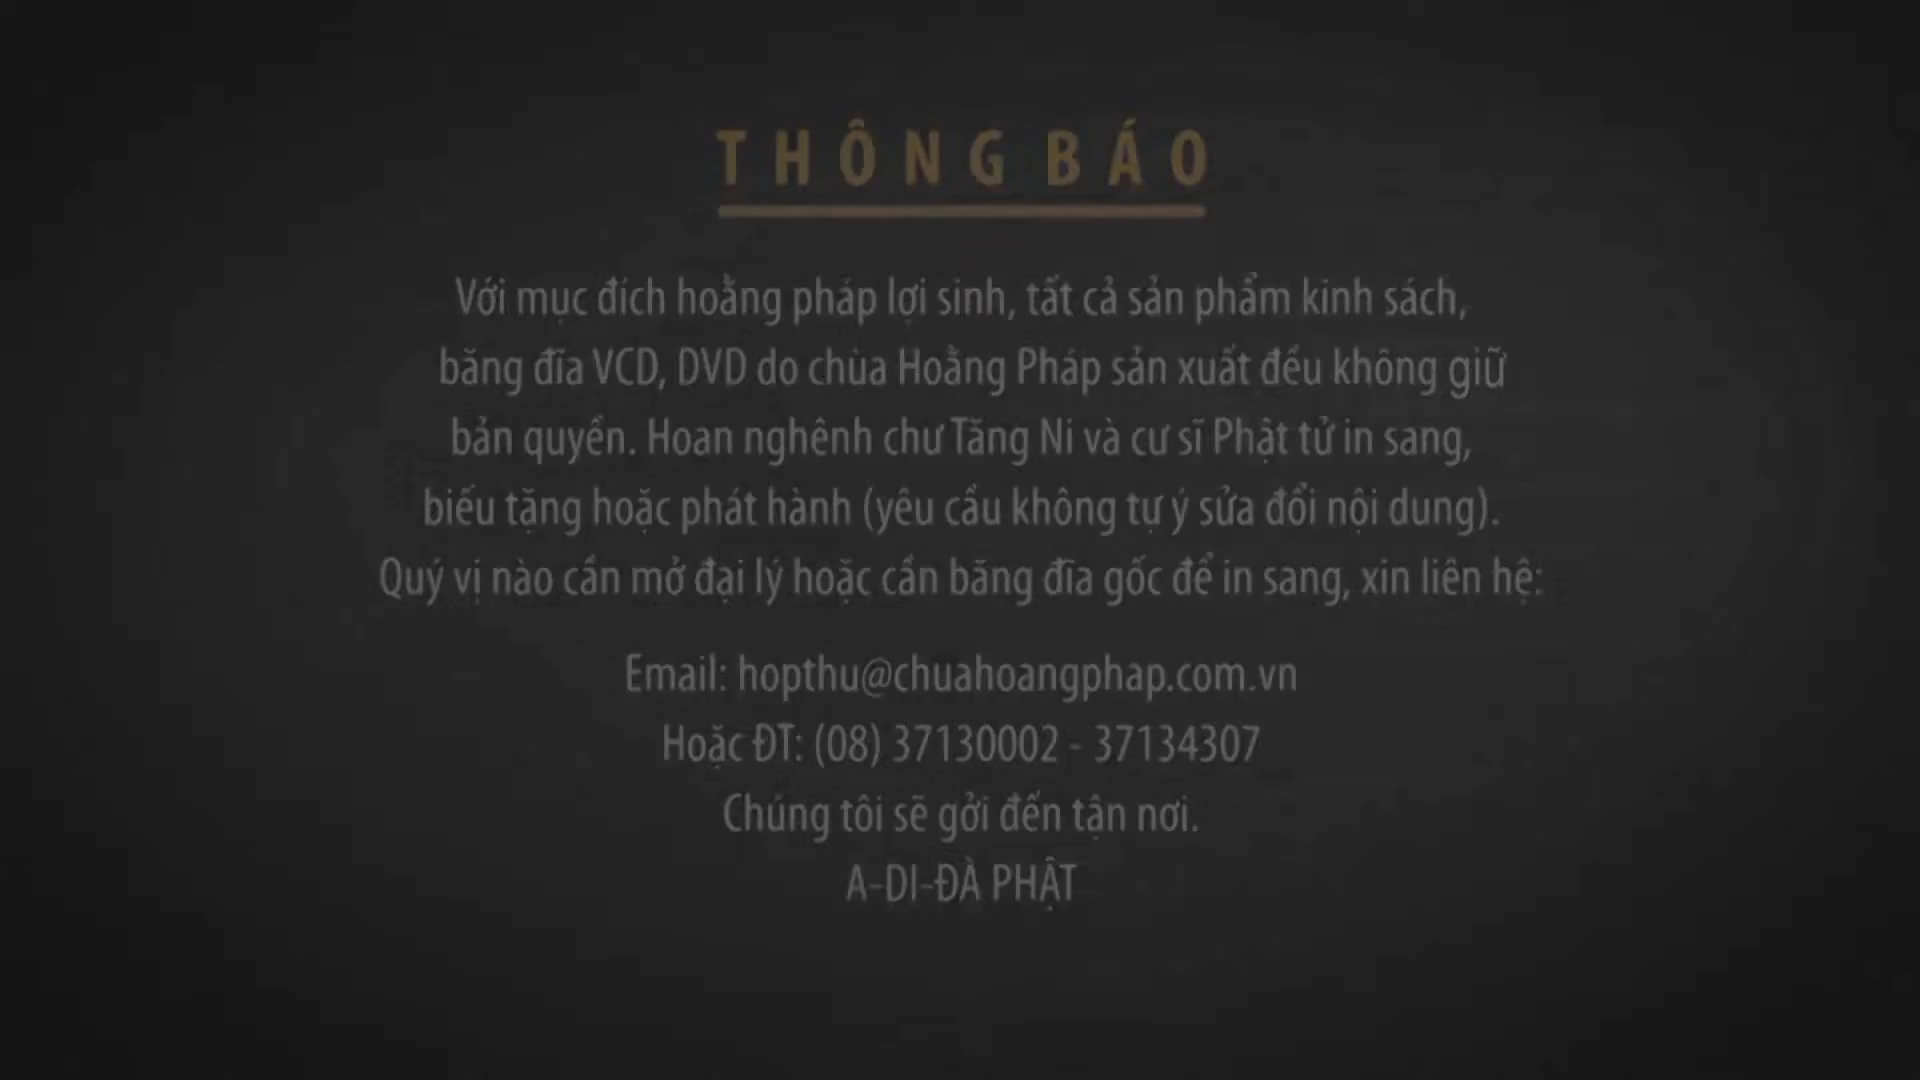 THÔNG BÁO
Với mục đích hoằng pháp lợi sinh, tất cả sản phẩm kinh sách,
băng đĩa VCD, DVD do chùa Hoằng Pháp sản xuất đều không giữ
bản quyền. Hoan nghênh chư Tăng Ni và cư sĩ Phật tử in sang,
biếu tặng hoặc phát hành (yêu cầu không tự ý sửa đổi nội dung).
Quý vị nào cần mở đại lý hoặc cần băng đĩa gốc để in sang, xin liên hệ:
Email: hopthu@chuahoangphap.com.vn
Hoặc ĐT: (08) 37130002 - 37134307
Chúng tôi sẽ gởi đến tận nơi.
A-DI-ĐÀ PHẬT